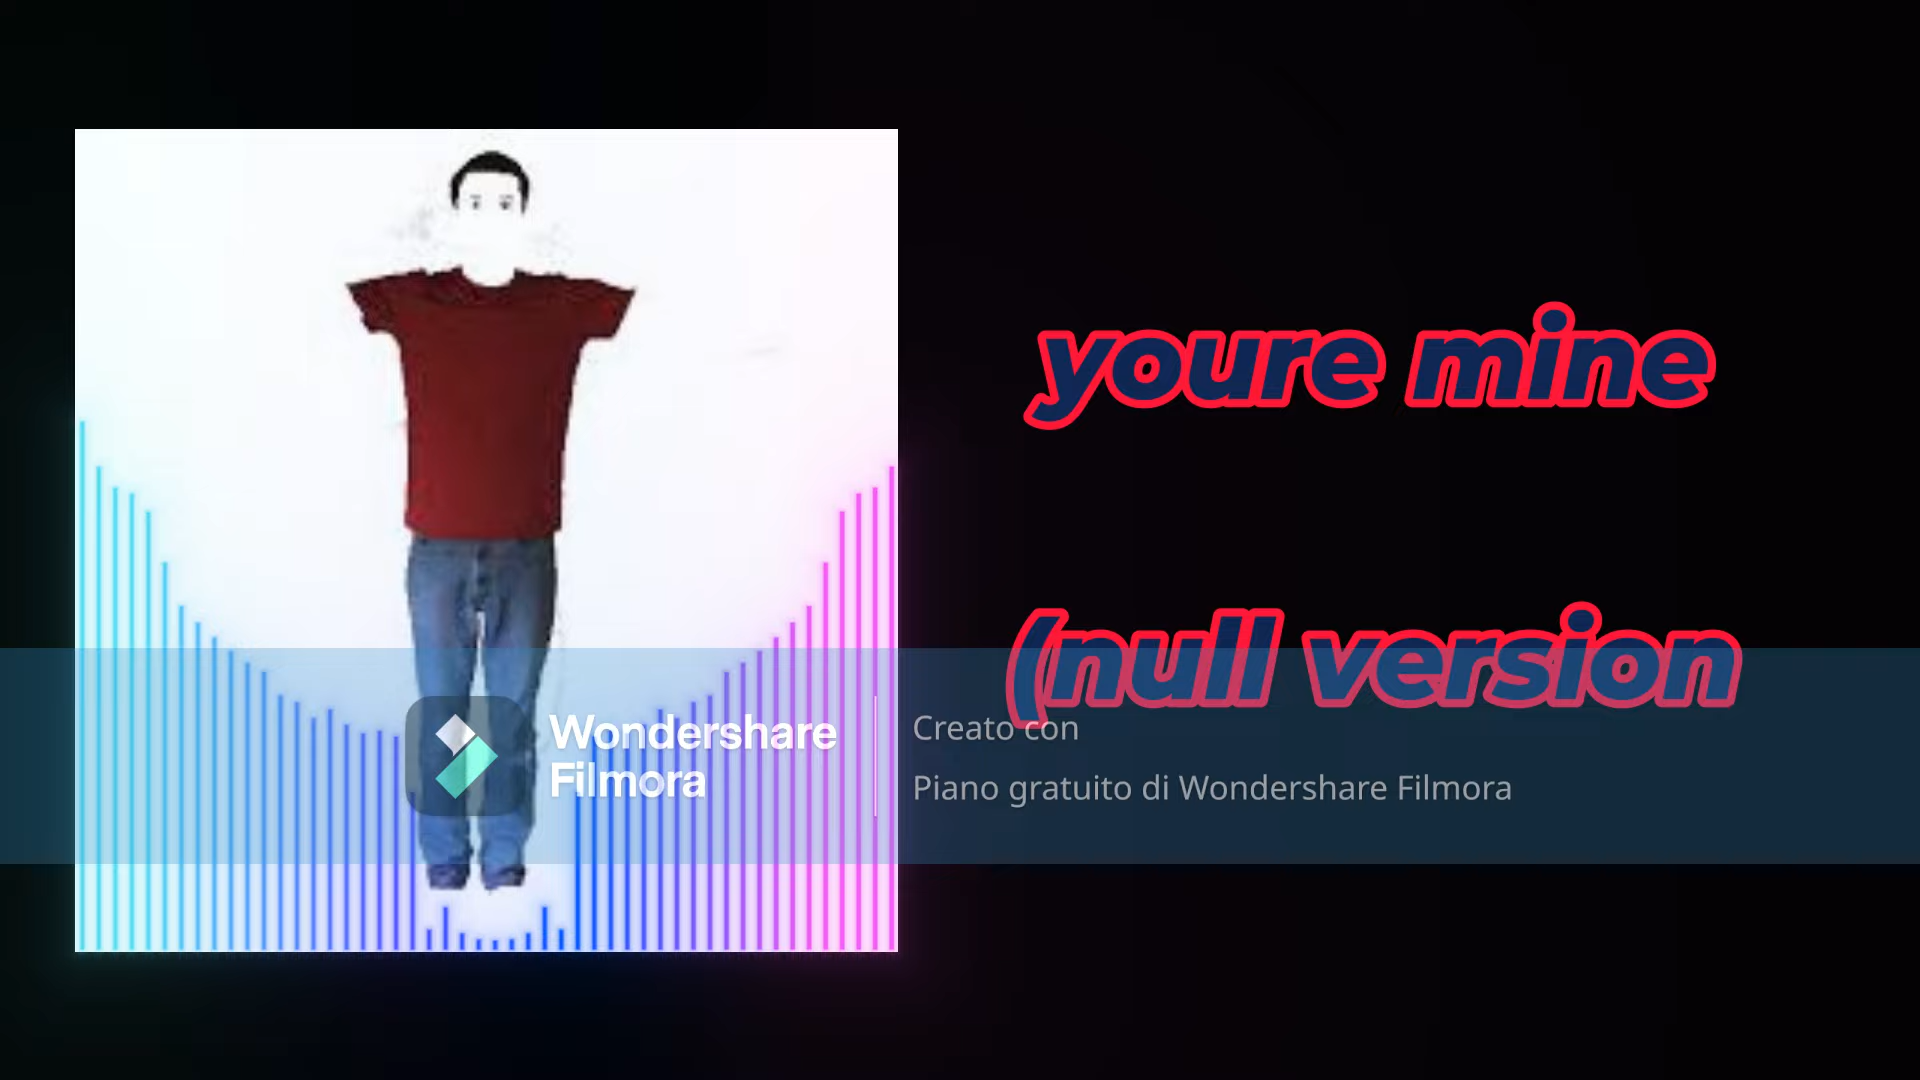 youre mine
(null version
Wondershare
Filmora
Creato con
Piano gratuito di Wondershare Filmora